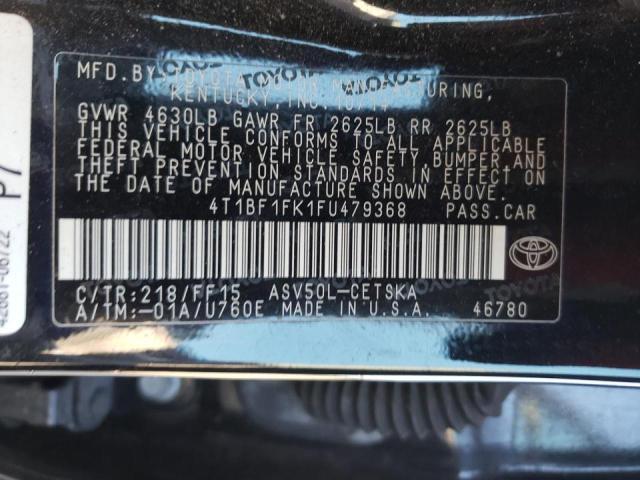 MFD. BY: TOYOTA MOTOR MANUFACTURING,
KENTUCKY, INC. 10/14
GVWR 4630LB GAWR FR 2625LB RR 2625LB
THIS VEHICLE CONFORMS TO ALL APPLICABLE
FEDERAL MOTOR VEHICLE SAFETY, BUMPER AND
THEFT PREVENTION STANDARDS IN EFFECT ON
THE DATE OF MANUFACTURE SHOWN ABOVE.
4T1BF1FK1FU479368 PASS.CAR
C/TR:218/FF15 ASV50L-CETSKA
A/TM:-01A/U760E MADE IN U.S.A. 46780
TOYOTA
P7